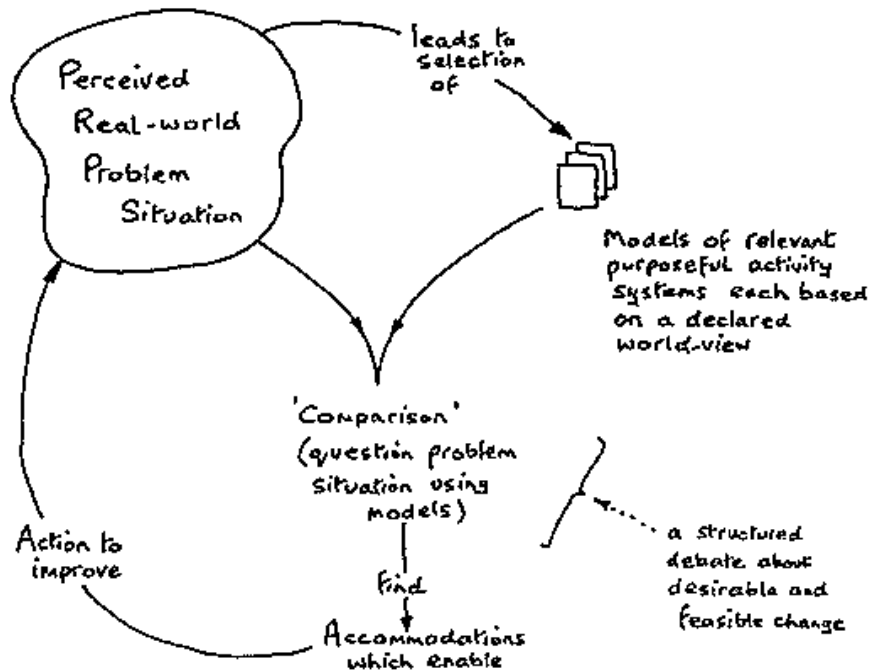 Perceived
Real-world
Problem
Situation
leads to
selection
of
Models of relevant
purposeful activity
systems each based
on a declared
world-view
'Comparison'
(question problem
situation using
models)
find
Accommodations
which enable
a structured
debate about
desirable and
feasible change
Action to
improve